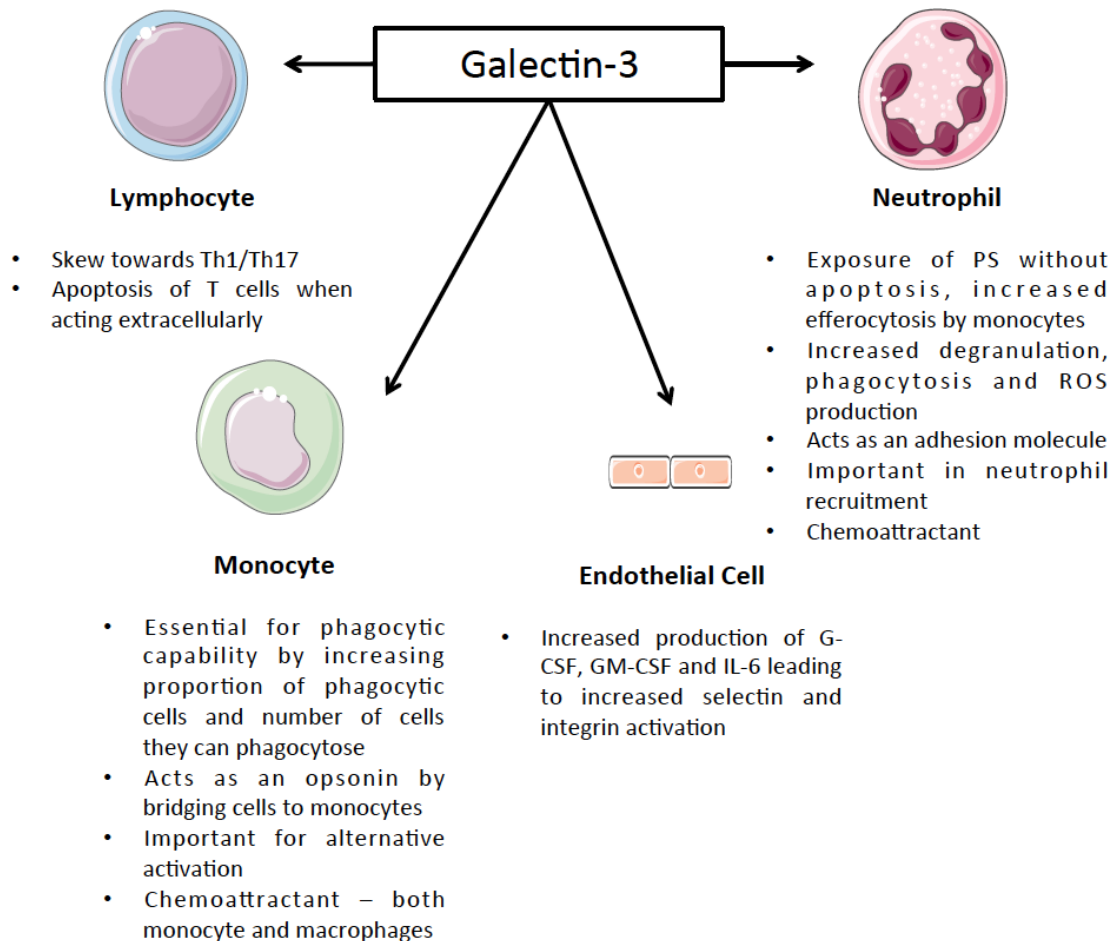 Galectin-3
Lymphocyte
• Skew towards Th1/Th17
• Apoptosis of T cells when
acting extracellularly
Neutrophil
• Exposure of PS without
apoptosis, increased
efferocytosis by monocytes
• Increased degranulation,
phagocytosis and ROS
production
• Acts as an adhesion molecule
• Important in neutrophil
recruitment
• Chemoattractant
Monocyte
• Essential for phagocytic
capability by increasing
proportion of phagocytic
cells and number of cells
they can phagocytose
• Acts as an opsonin by
bridging cells to monocytes
• Important for alternative
activation
• Chemoattractant – both
monocyte and macrophages
Endothelial Cell
• Increased production of G-
CSF, GM-CSF and IL-6 leading
to increased selectin and
integrin activation